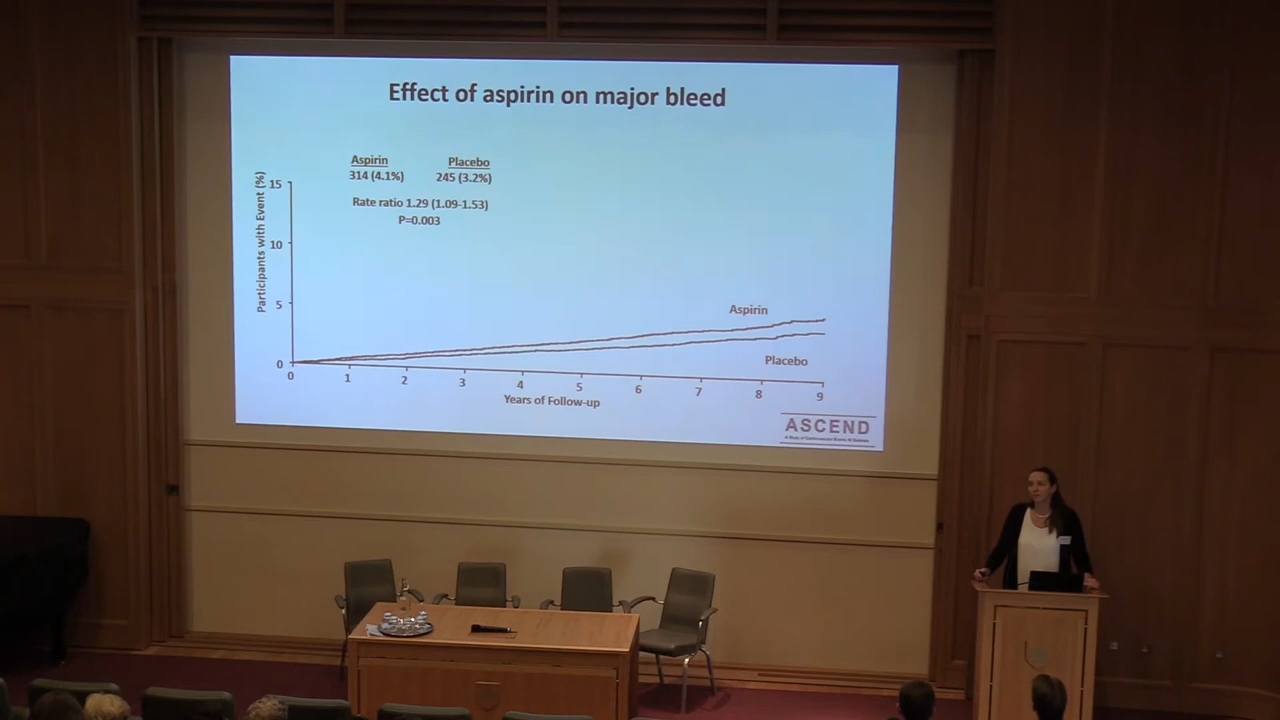 Effect of aspirin on major bleed
Aspirin Placebo
314 (4.1%) 245 (3.2%)
Rate ratio 1.29 (1.09-1.53)
P=0.003
Participants with Event (%)
15
10
5
0
Aspirin
Placebo
0 1 2 3 4 5 6 7 8 9
Years of Follow-up
ASCEND